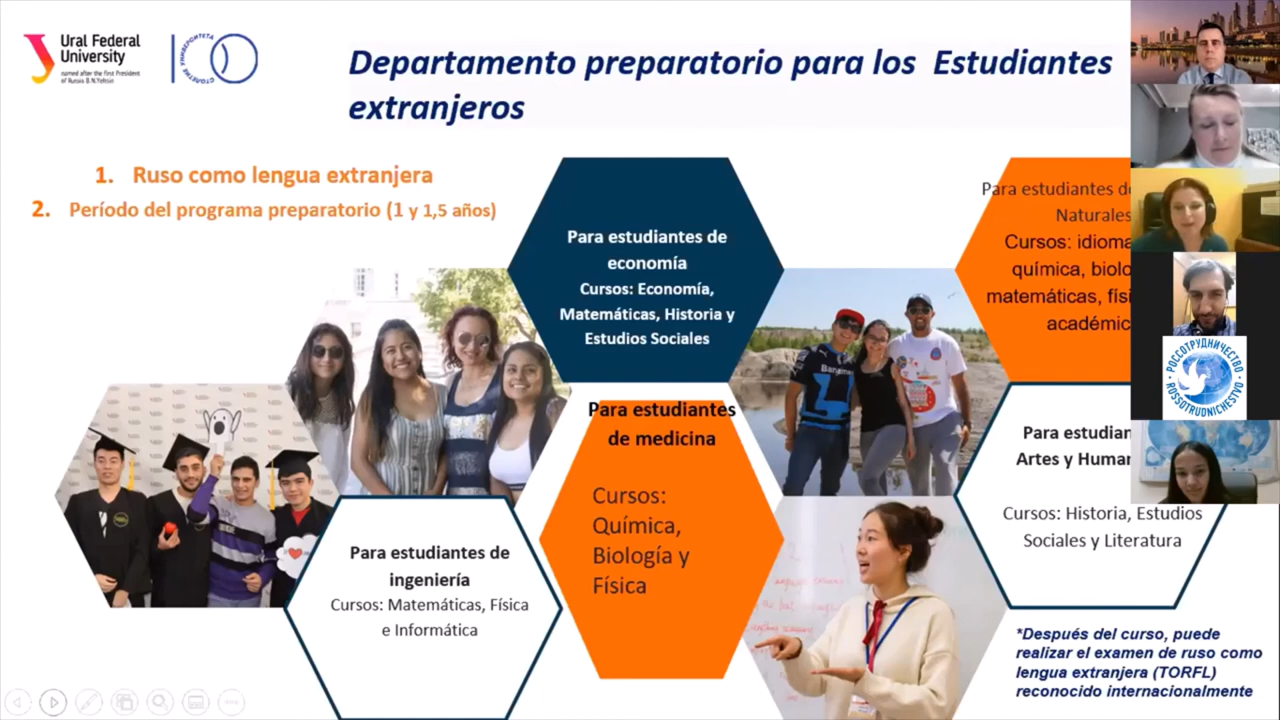 Ural Federal
University
named after the first President
of Russia B.N.Yeltsin
СТОЛЕТИЕ УНИВЕРСИТЕТА
Departamento preparatorio para los Estudiantes
extranjeros
1. Ruso como lengua extranjera
2. Período del programa preparatorio (1 y 1,5 años)
Para estudiantes de
economía
Cursos: Economía,
Matemáticas, Historia y
Estudios Sociales
Para estudiantes de
Naturales
Cursos: idioma
química, biolo
matemáticas, fís
académic
Para estudiantes
de medicina
Cursos:
Química,
Biología y
Física
Para estudiantes de
ingeniería
Cursos: Matemáticas, Física
e Informática
Para estudian
Artes y Human
Cursos: Historia, Estudios
Sociales y Literatura
*Después del curso, puede
realizar el examen de ruso como
lengua extranjera (TORFL)
reconocido internacionalmente
РОССОТРУДНИЧЕСТВО
ROSSOTRUDNICHESTVO